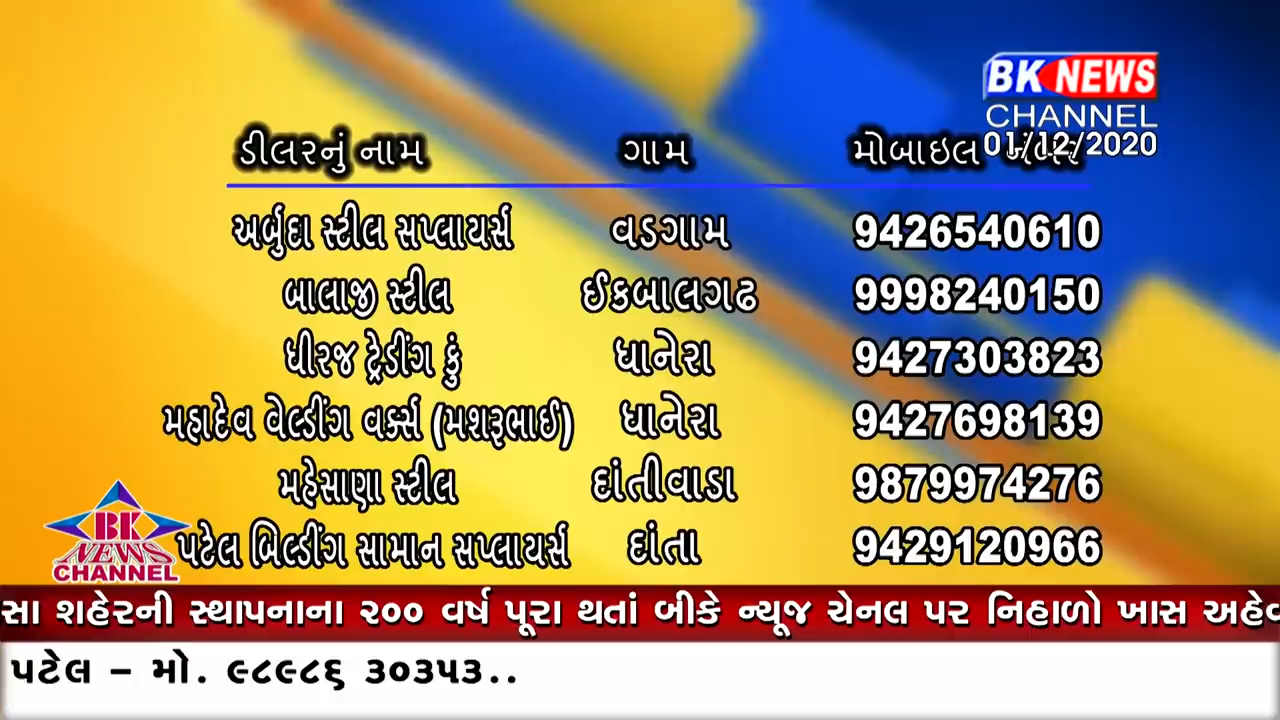 BK NEWS
CHANNEL
01/12/2020
ડીલરનું નામ ગામ મોબાઇલ
અર્બુદા સ્ટીલ સપ્લાયર્સ વડગામ 9426540610
બાલાજી સ્ટીલ ઈકબાલગઢ 9998240150
ધીરજ ટ્રેડીંગ કું ધાનેરા 9427303823
મહાદેવ વેલ્ડીંગ વર્ક્સ (મશરૂભાઈ) ધાનેરા 9427698139
મહેસાણા સ્ટીલ દાંતીવાડા 9879974276
પટેલ બિલ્ડીંગ સામાન સપ્લાયર્સ દાંતા 9429120966
BK
NEWS
CHANNEL
સા શહેરની સ્થાપનાના ૨૦૦ વર્ષ પૂરા થતાં બીકે ન્યૂજ ચેનલ પર નિહાળો ખાસ અહેવ
પટેલ – મો. ૯૮૯૮૬ ૩૦૩૫૩..